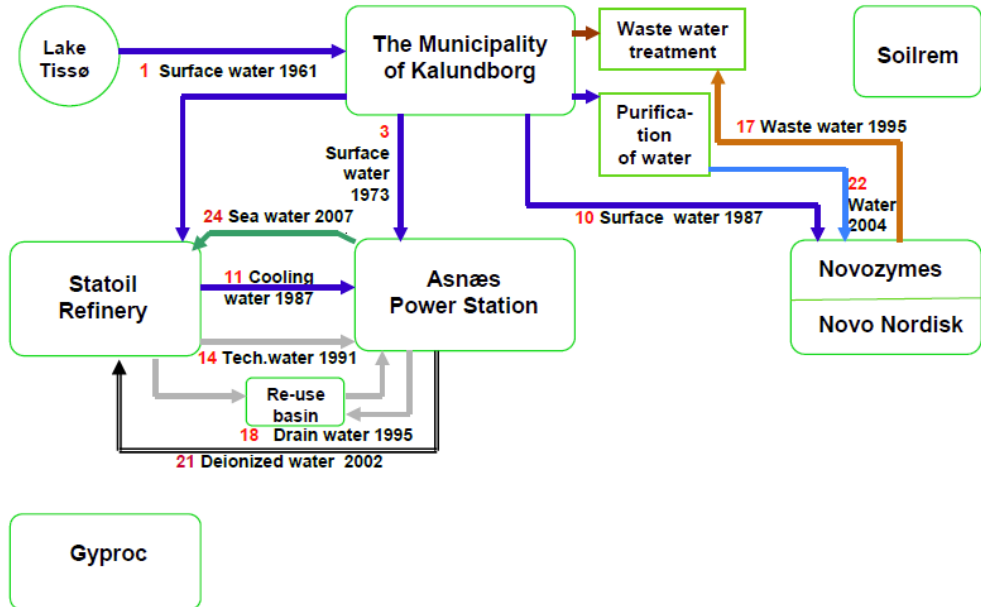 Lake
Tissø
1 Surface water 1961
The Municipality
of Kalundborg
Waste water
treatment
Soilrem
Purifica-
tion
of water
17 Waste water 1995
3
Surface
water
1973
22
Water
2004
10 Surface water 1987
24 Sea water 2007
Statoil
Refinery
11 Cooling
water 1987
Asnæs
Power Station
Novozymes
Novo Nordisk
14 Tech.water 1991
Re-use
basin
18 Drain water 1995
21 Deionized water 2002
Gyproc